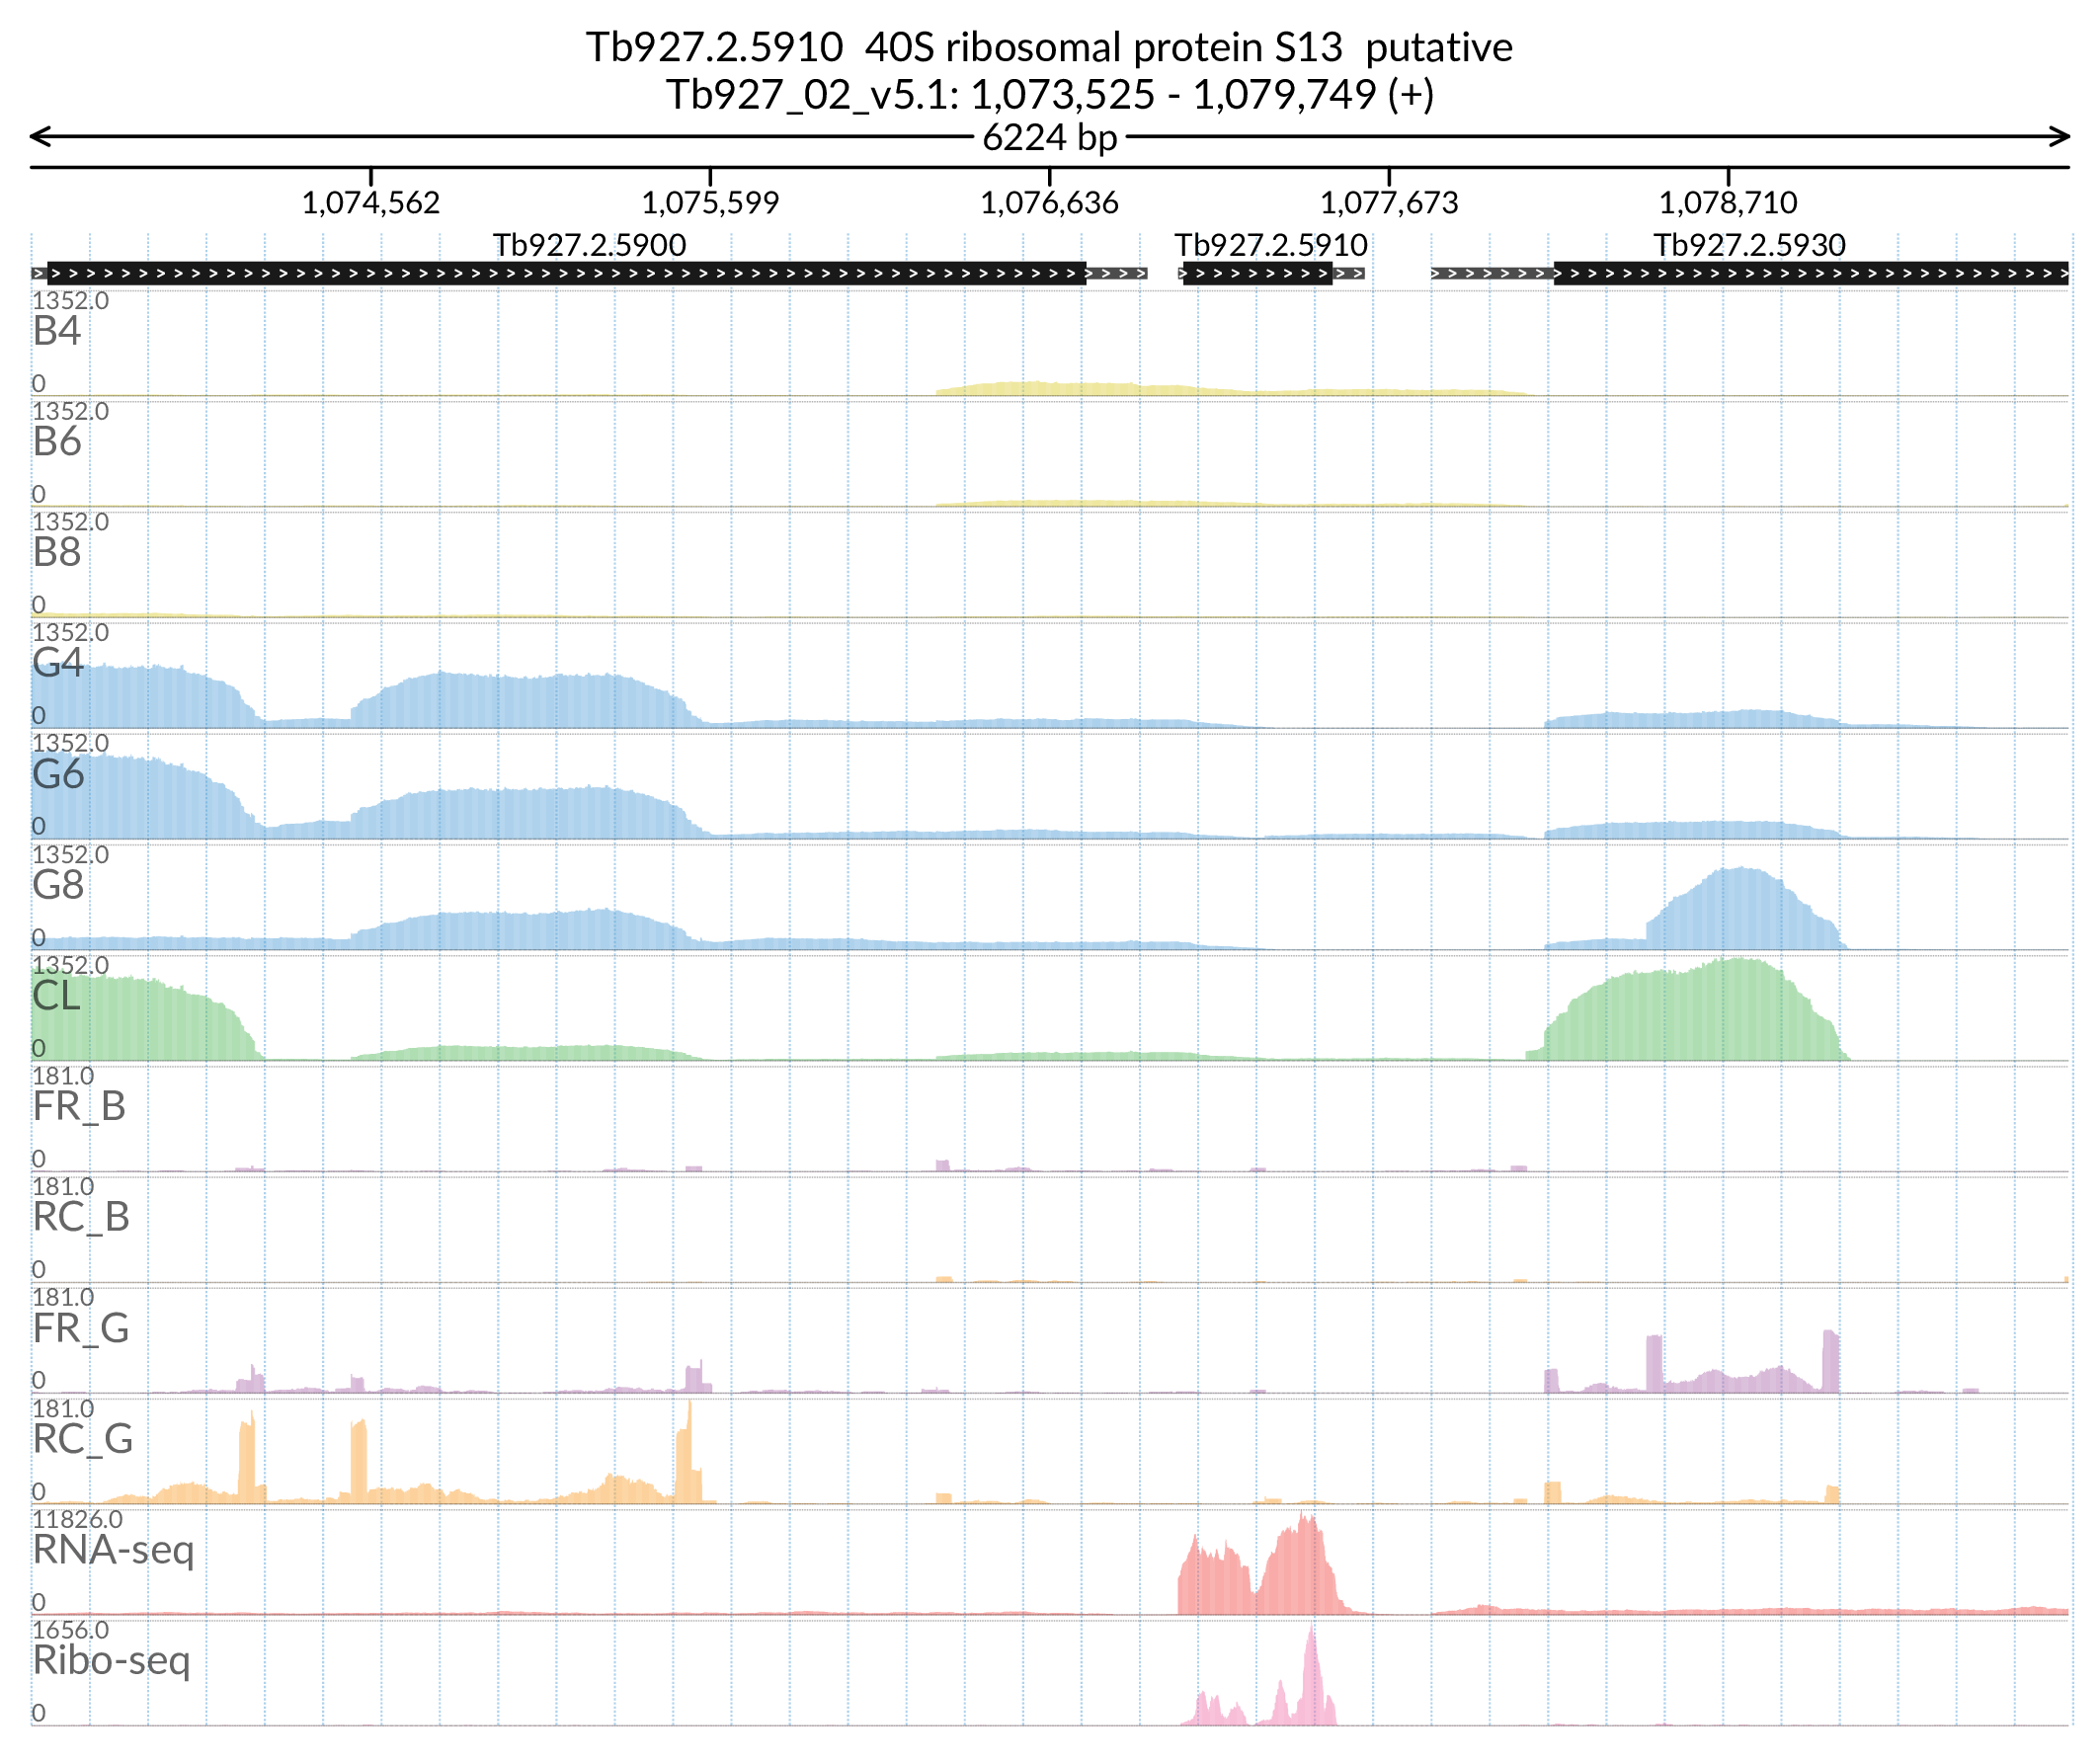 Tb927.2.5910 40S ribosomal protein S13 putative
Tb927_02_v5.1: 1,073,525 - 1,079,749 (+)
6224 bp
1,074,562 1,075,599 1,076,636 1,077,673 1,078,710
Tb927.2.5900 Tb927.2.5910 Tb927.2.5930
1352.0
B4
0
1352.0
B6
0
1352.0
B8
0
1352.0
G4
0
1352.0
G6
0
1352.0
G8
0
1352.0
CL
0
181.0
FR_B
0
181.0
RC_B
0
181.0
FR_G
0
181.0
RC_G
0
11826.0
RNA-seq
0
1656.0
Ribo-seq
0